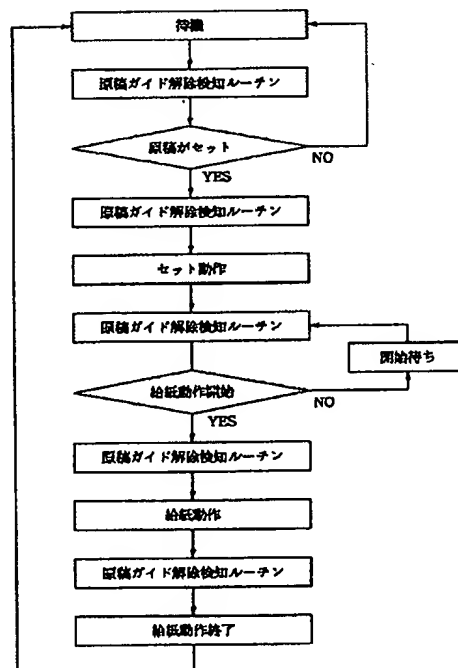 待機
原稿ガイド解除検知ルーチン
原稿がセット
NO
YES
原稿ガイド解除検知ルーチン
セット動作
原稿ガイド解除検知ルーチン
開始待ち
給紙動作開始
NO
YES
原稿ガイド解除検知ルーチン
給紙動作
原稿ガイド解除検知ルーチン
給紙動作終了